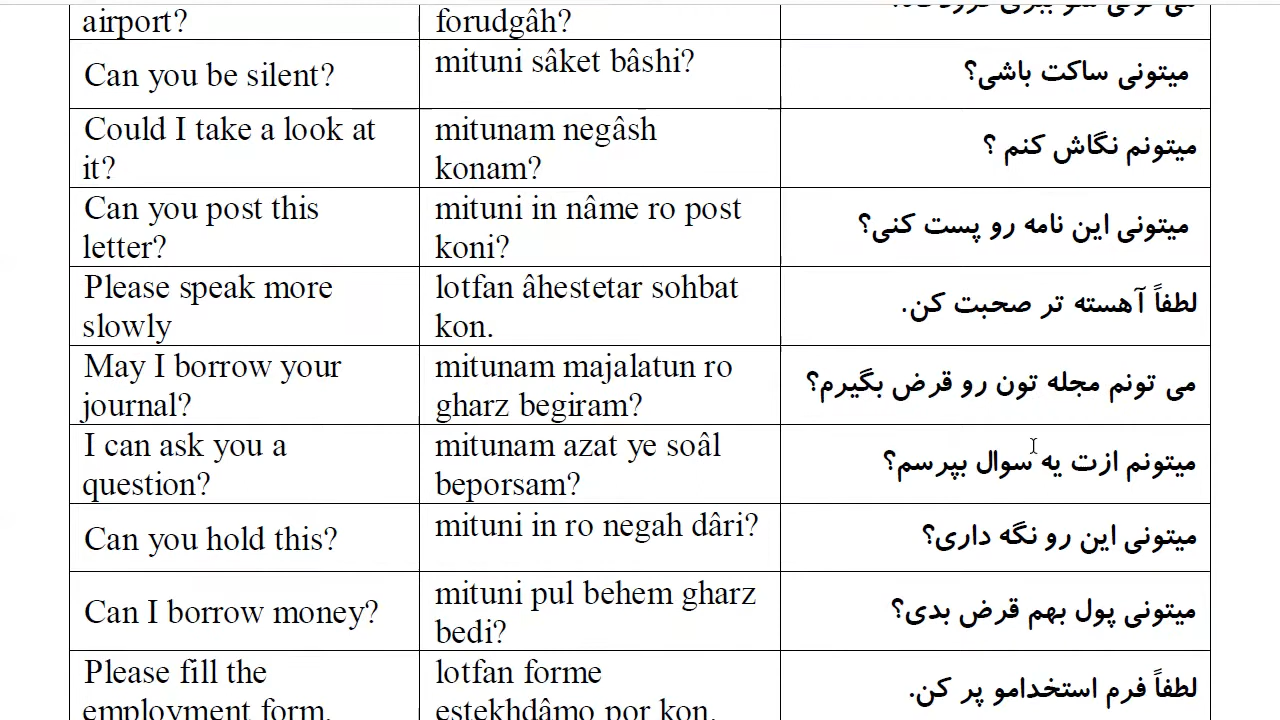 airport? forudgâh?
Can you be silent? mituni sâket bâshi? میتونی ساکت باشی؟
Could I take a look at mitunam negâsh میتونم نگاش کنم ؟
it? konam?
Can you post this mituni in nâme ro post میتونی این نامه رو پست کنی؟
letter? koni?
Please speak more lotfan âhestetar sohbat لطفاً آهسته تر صحبت کن.
slowly kon.
May I borrow your mitunam majalatun ro می تونم مجله تون رو قرض بگیرم؟
journal? gharz begiram?
I can ask you a mitunam azat ye soâl میتونم ازت یه سوال بپرسم؟
question? beporsam?
Can you hold this? mituni in ro negah dâri? میتونی این رو نگه داری؟
Can I borrow money? mituni pul behem gharz میتونی پول بهم قرض بدی؟
bedi?
Please fill the lotfan forme لطفاً فرم استخدامو پر کن.
employment form. estekhdâmo por kon.